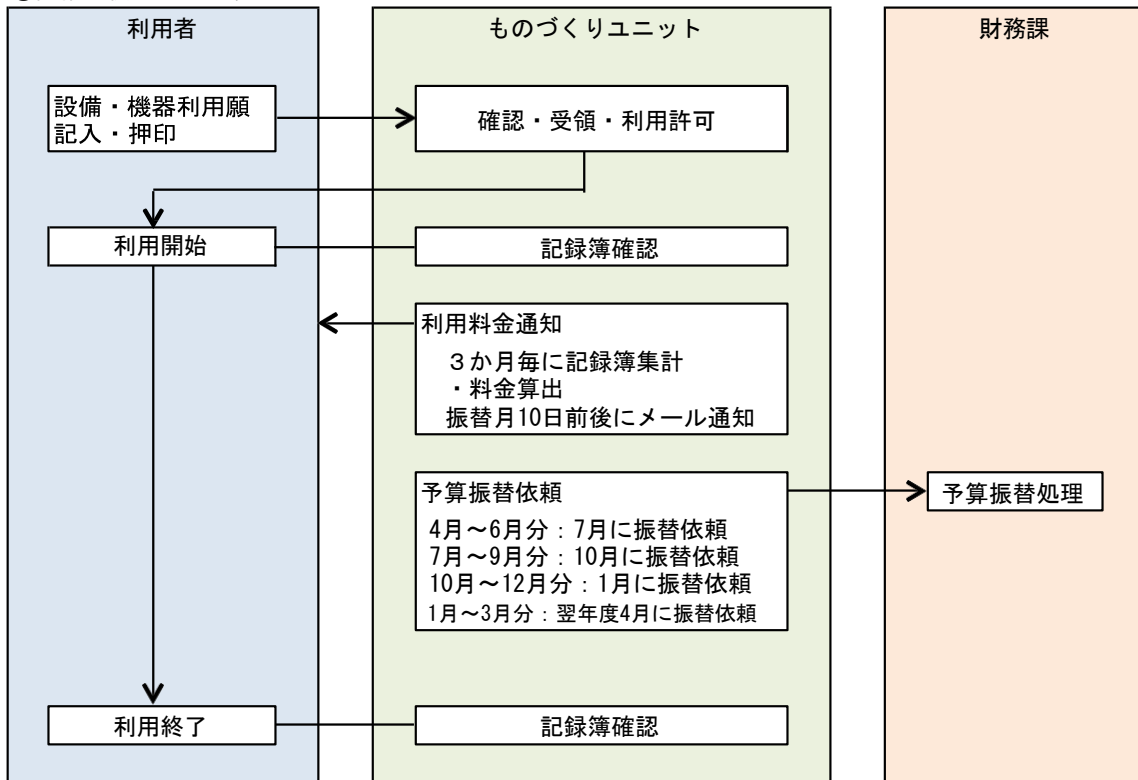 利用者
ものづくりユニット
財務課
設備・機器利用願
記入・押印
確認・受領・利用許可
利用開始
記録簿確認
利用料金通知
３か月毎に記録簿集計
・料金算出
振替月10日前後にメール通知
予算振替依頼
4月～6月分：7月に振替依頼
7月～9月分：10月に振替依頼
10月～12月分：1月に振替依頼
1月～3月分：翌年度4月に振替依頼
予算振替処理
利用終了
記録簿確認